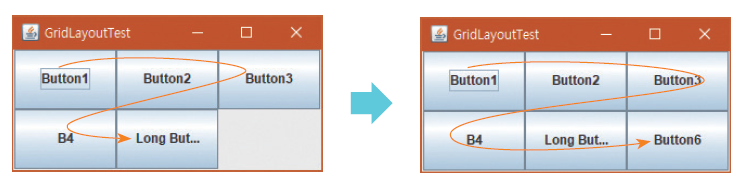 GridLayoutTest
Button1 Button2 Button3
B4 Long But...
GridLayoutTest
Button1 Button2 Button3
B4 Long But... Button6